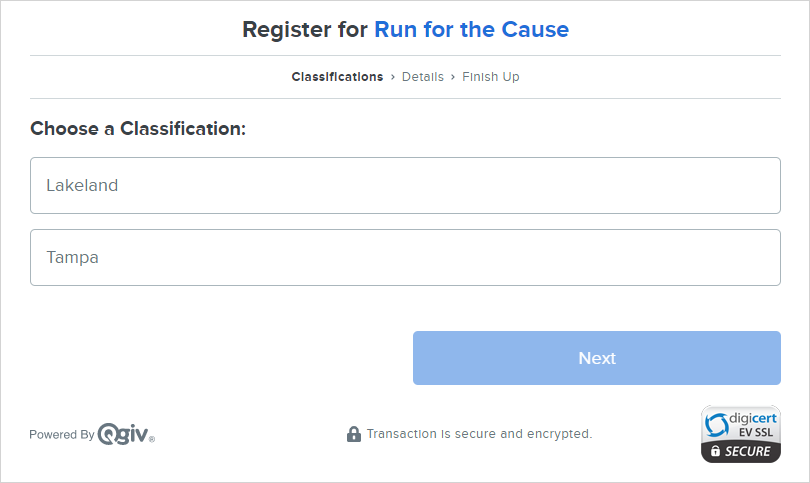 Register for Run for the Cause
Classifications › Details › Finish Up
Choose a Classification:
Lakeland
Tampa
Next
Powered By Qgiv®
Transaction is secure and encrypted.
digicert
EV SSL
SECURE